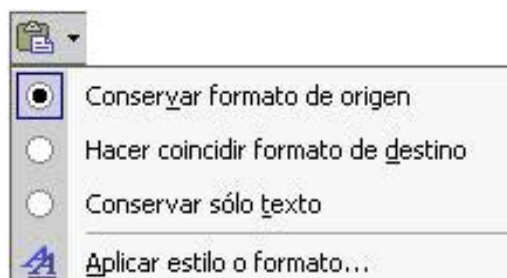 Conservar formato de origen
Hacer coincidir formato de destino
Conservar sólo texto
Aplicar estilo o formato...